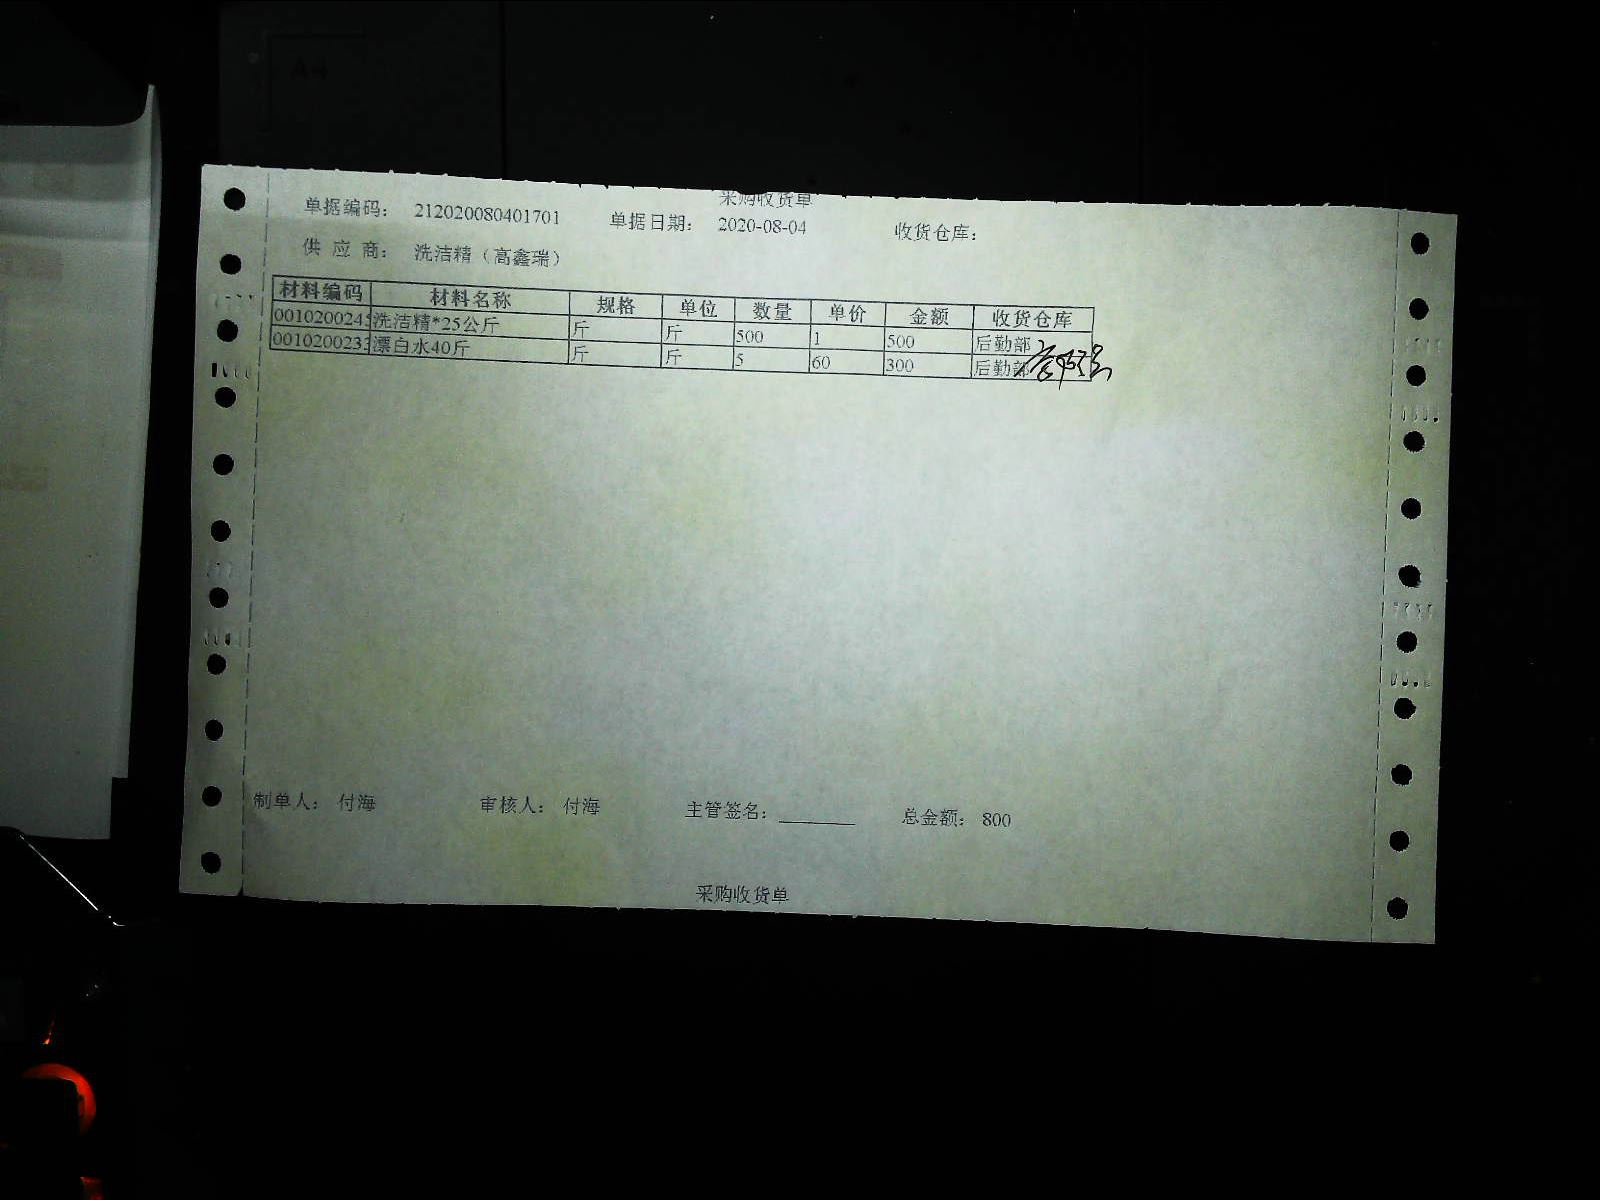 采购收货单
单据编码： 212020080401701 单据日期： 2020-08-04 收货仓库：
供 应 商： 洗洁精（高鑫瑞）
材料编码 材料名称 规格 单位 数量 单价 金额 收货仓库
0010200245 洗洁精*25公斤 斤 斤 500 1 500 后勤部
0010200233 漂白水40斤 斤 斤 5 60 300 后勤部
制单人： 付海 审核人： 付海 主管签名： 总金额： 800
采购收货单